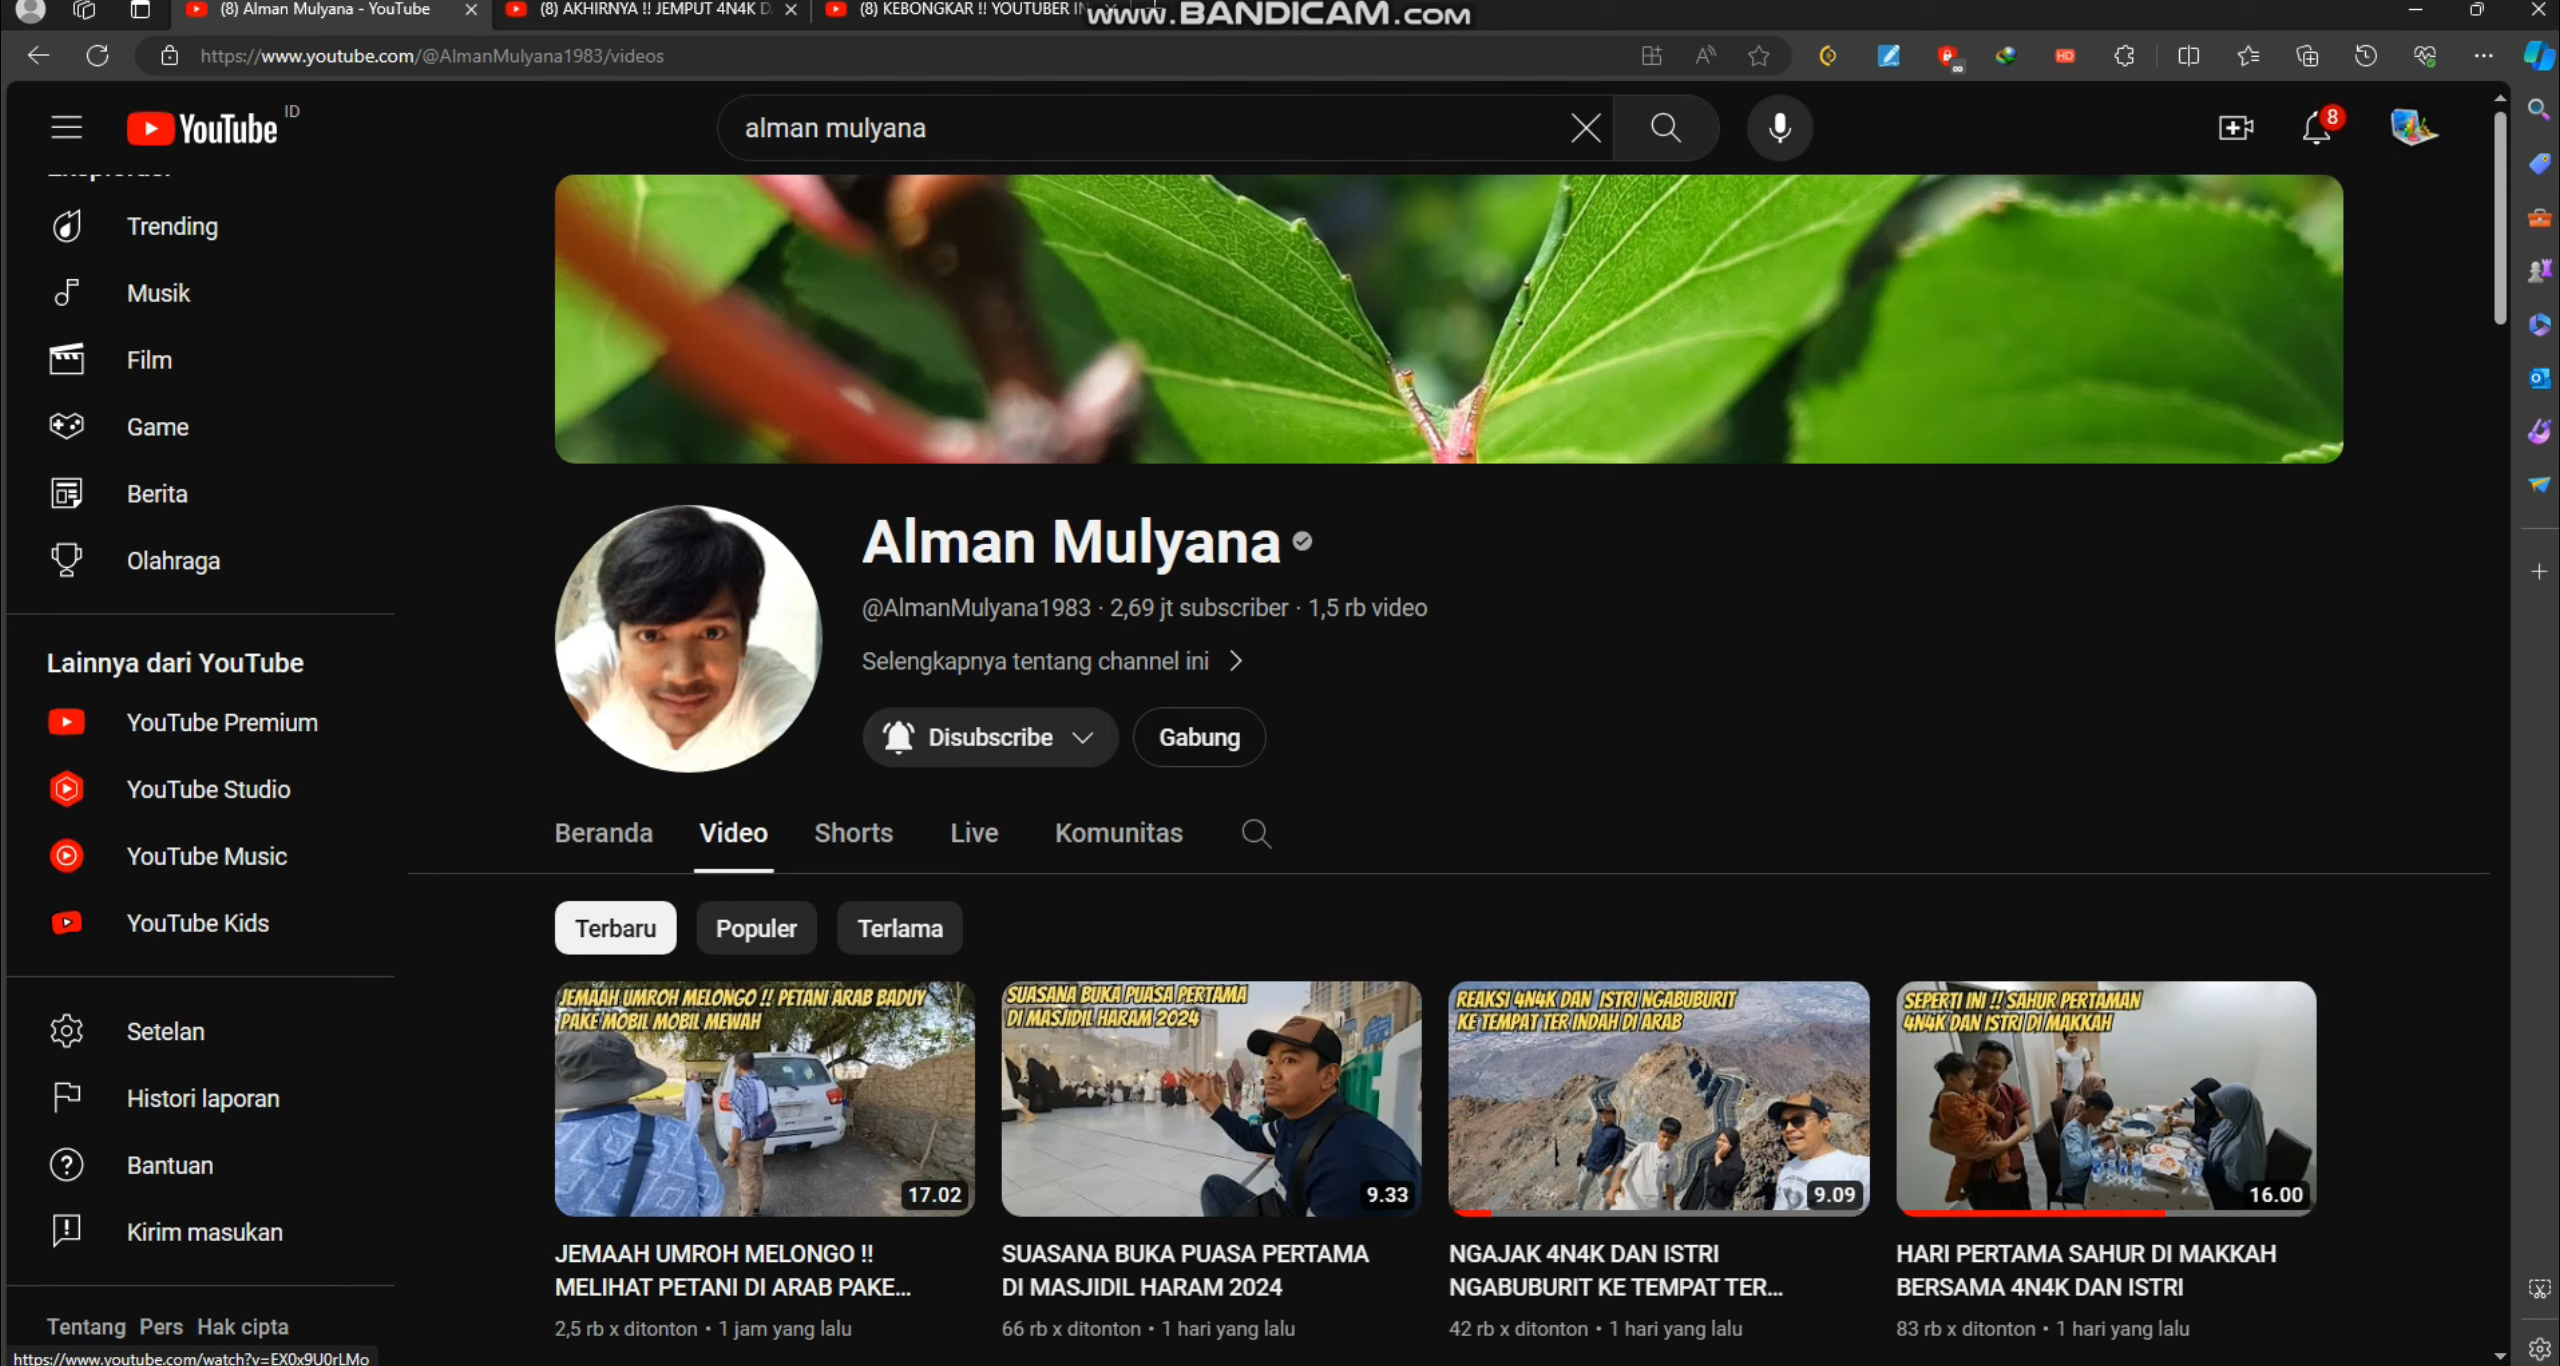 (8) Alman Mulyana - YouTube
(8) AKHIRNYA !! JEMPUT 4N4K D
(8) KEBONGKAR !! YOUTUBER IN
www.BANDICAM.com
https://www.youtube.com/@AlmanMulyana1983/videos
HD
YouTube ID
alman mulyana
8
Trending
Musik
Film
Game
Berita
Olahraga
Lainnya dari YouTube
YouTube Premium
YouTube Studio
YouTube Music
YouTube Kids
Setelan
Histori laporan
Bantuan
Kirim masukan
Tentang Pers Hak cipta
https://www.youtube.com/watch?v=EX0x9U0rLMo
Alman Mulyana
@AlmanMulyana1983 · 2,69 jt subscriber · 1,5 rb video
Selengkapnya tentang channel ini
Disubscribe
Gabung
Beranda Video Shorts Live Komunitas
Terbaru Populer Terlama
JEMAAH UMROH MELONGO !! PETANI ARAB BADUY
PAKE MOBIL MOBIL MEWAH
17.02
JEMAAH UMROH MELONGO !!
MELIHAT PETANI DI ARAB PAKE...
2,5 rb x ditonton • 1 jam yang lalu
SUASANA BUKA PUASA PERTAMA
DI MASJIDIL HARAM 2024
9.33
SUASANA BUKA PUASA PERTAMA
DI MASJIDIL HARAM 2024
66 rb x ditonton • 1 hari yang lalu
REAKSI 4N4K DAN ISTRI NGABUBURIT
KE TEMPAT TER INDAH DI ARAB
9.09
NGAJAK 4N4K DAN ISTRI
NGABUBURIT KE TEMPAT TER...
42 rb x ditonton • 1 hari yang lalu
SEPERTI INI !! SAHUR PERTAMAN
4N4K DAN ISTRI DI MAKKAH
16.00
HARI PERTAMA SAHUR DI MAKKAH
BERSAMA 4N4K DAN ISTRI
83 rb x ditonton • 1 hari yang lalu